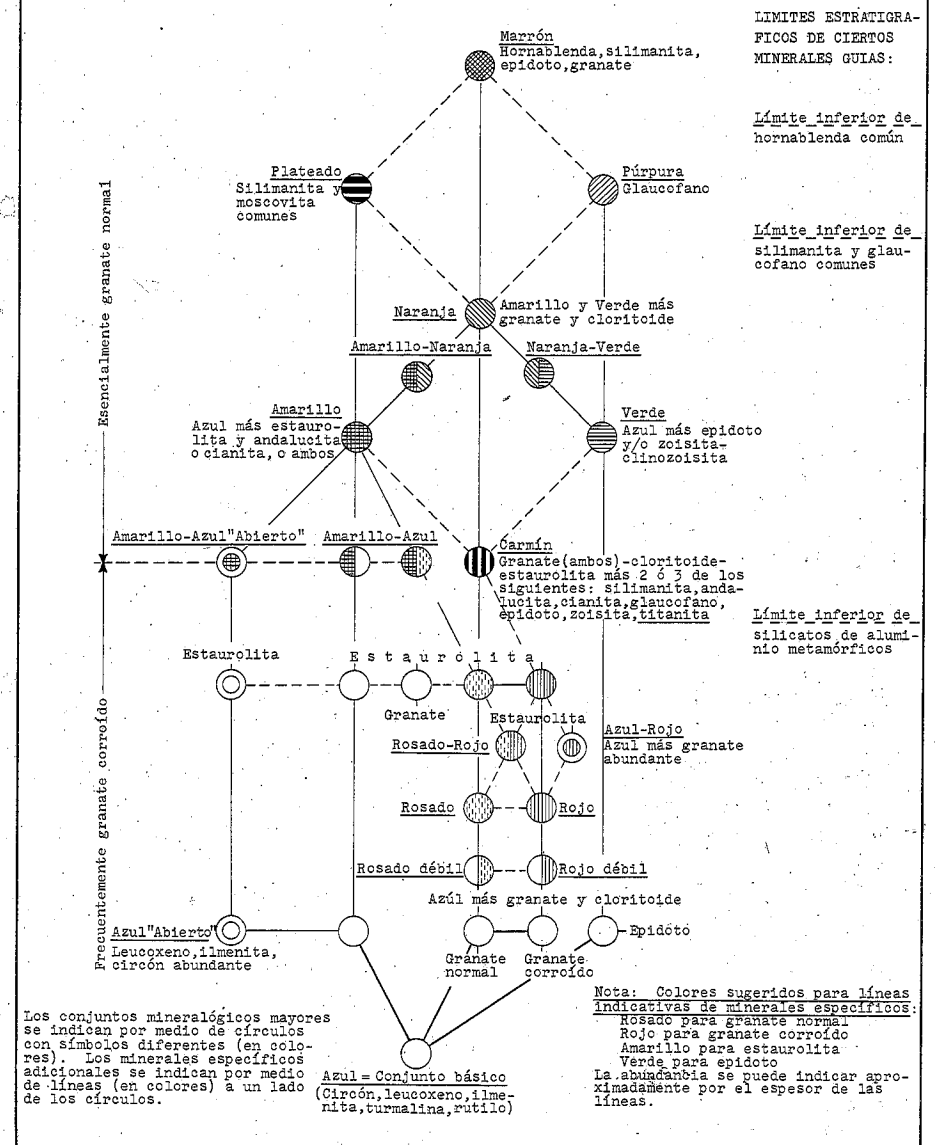 LIMITES ESTRATIGRA-
FICOS DE CIERTOS
MINERALES GUIAS:
Marrón
Hornablenda,silimanita,
epidoto,granate
Límite inferior de
hornablenda común
Plateado
Silimanita y
moscovita
comunes
Púrpura
Glaucofano
Límite inferior de
silimanita y glau-
cofano comunes
Esencialmente granate normal
Naranja
Amarillo y Verde más
granate y cloritoide
Amarillo-Naranja
Naranja-Verde
Amarillo
Azul más estauro-
lita y andalucita
o cianita, o ambos
Verde
Azul más epidoto
y/o zoisita-
clinozoisita
Amarillo-Azul"Abierto"
Amarillo-Azul
Carmín
Granate(ambos)-cloritoide-
estaurolita más 2 ó 3 de los
siguientes: silimanita,anda-
lucita,cianita,glaucofano,
epidoto,zoisita,titanita
Límite inferior de
silicatos de alumi-
nio metamórficos
Frecuentemente granate corroído
Estaurolita
Estaurolita
Granate
Estaurolita
Rosado-Rojo
Azul-Rojo
Azul más granate
abundante
Rosado
Rojo
Rosado débil
Rojo débil
Azúl más granate y cloritoide
Azul"Abierto"
Leucoxeno,ilmenita,
circón abundante
Epidoto
Granate
normal
Granate
corroído
Los conjuntos mineralógicos mayores
se indican por medio de círculos
con símbolos diferentes (en colo-
res). Los minerales específicos
adicionales se indican por medio
de líneas (en colores) a un lado
de los círculos.
Azul = Conjunto básico
(Circón,leucoxeno,ilme-
nita,turmalina,rutilo)
Nota: Colores sugeridos para líneas
indicativas de minerales específicos:
Rosado para granate normal
Rojo para granate corroído
Amarillo para estaurolita
Verde para epidoto
La abundancia se puede indicar apro-
ximadamente por el espesor de las
líneas.